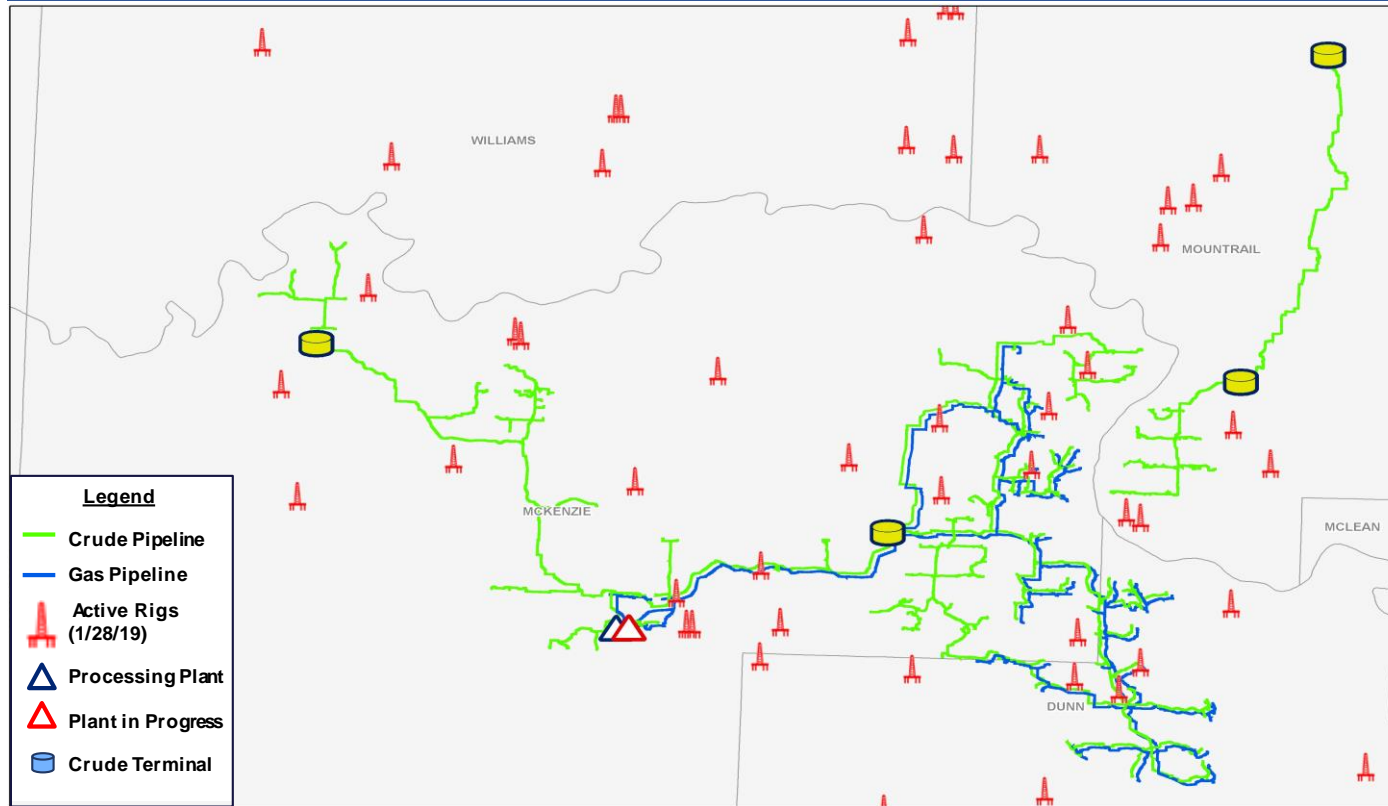 WILLIAMS
MOUNTRAIL
MCKENZIE
MCLEAN
DUNN
Legend
Crude Pipeline
Gas Pipeline
Active Rigs
(1/28/19)
Processing Plant
Plant in Progress
Crude Terminal